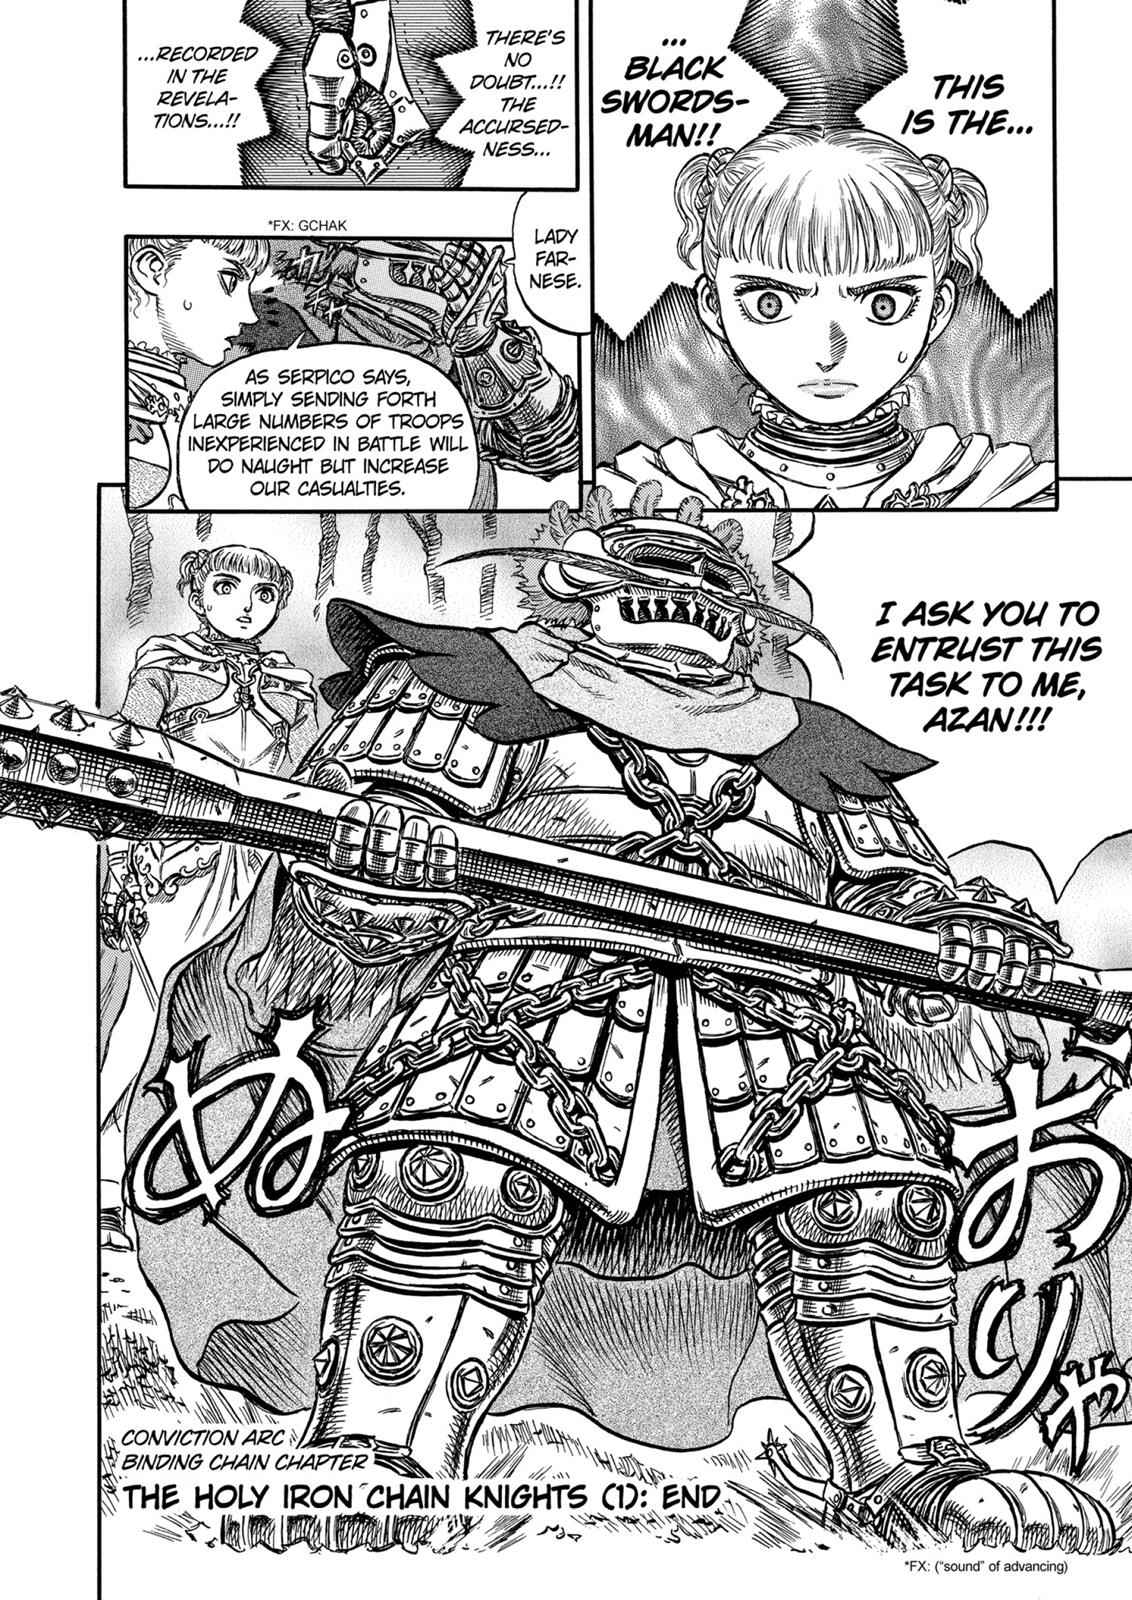 THIS
IS THE...
...
BLACK
SWORDS-
MAN!!
THERE'S
NO
DOUBT...!!
THE
ACCURSED-
NESS...
...RECORDED
IN THE
REVELA-
TIONS...!!
*FX: GCHAK
LADY
FAR-
NESE.
ガ
チャ
AS SERPICO SAYS,
SIMPLY SENDING FORTH
LARGE NUMBERS OF TROOPS
INEXPERIENCED IN BATTLE WILL
DO NAUGHT BUT INCREASE
OUR CASUALTIES.
I ASK YOU TO
ENTRUST THIS
TASK TO ME,
AZAN!!!
おりゃ
ぬ
CONVICTION ARC
BINDING CHAIN CHAPTER
THE HOLY IRON CHAIN KNIGHTS (1): END
*FX: ("sound" of advancing)